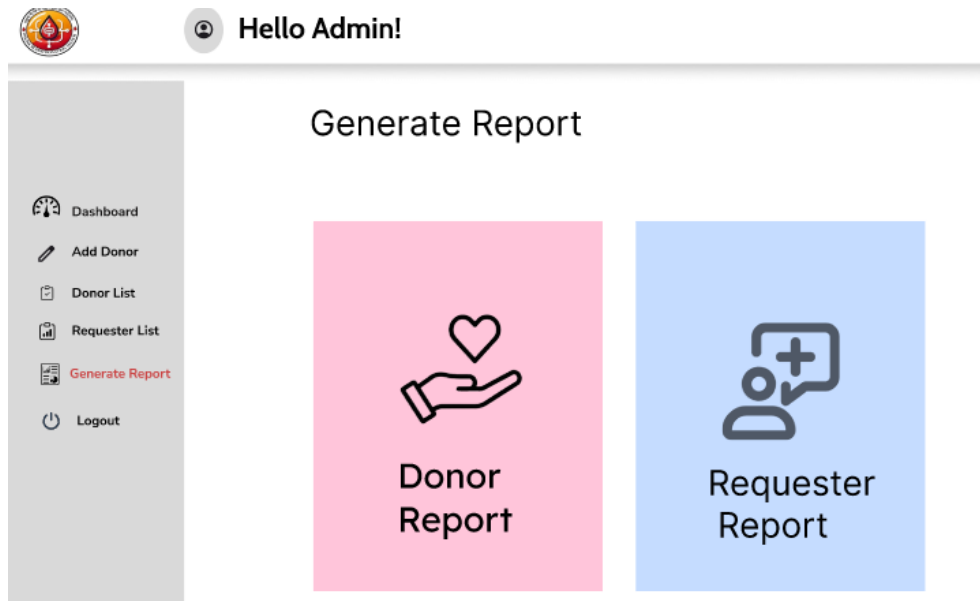 Hello Admin!
Generate Report
Dashboard
Add Donor
Donor List
Requester List
Generate Report
Logout
Donor
Report
Requester
Report